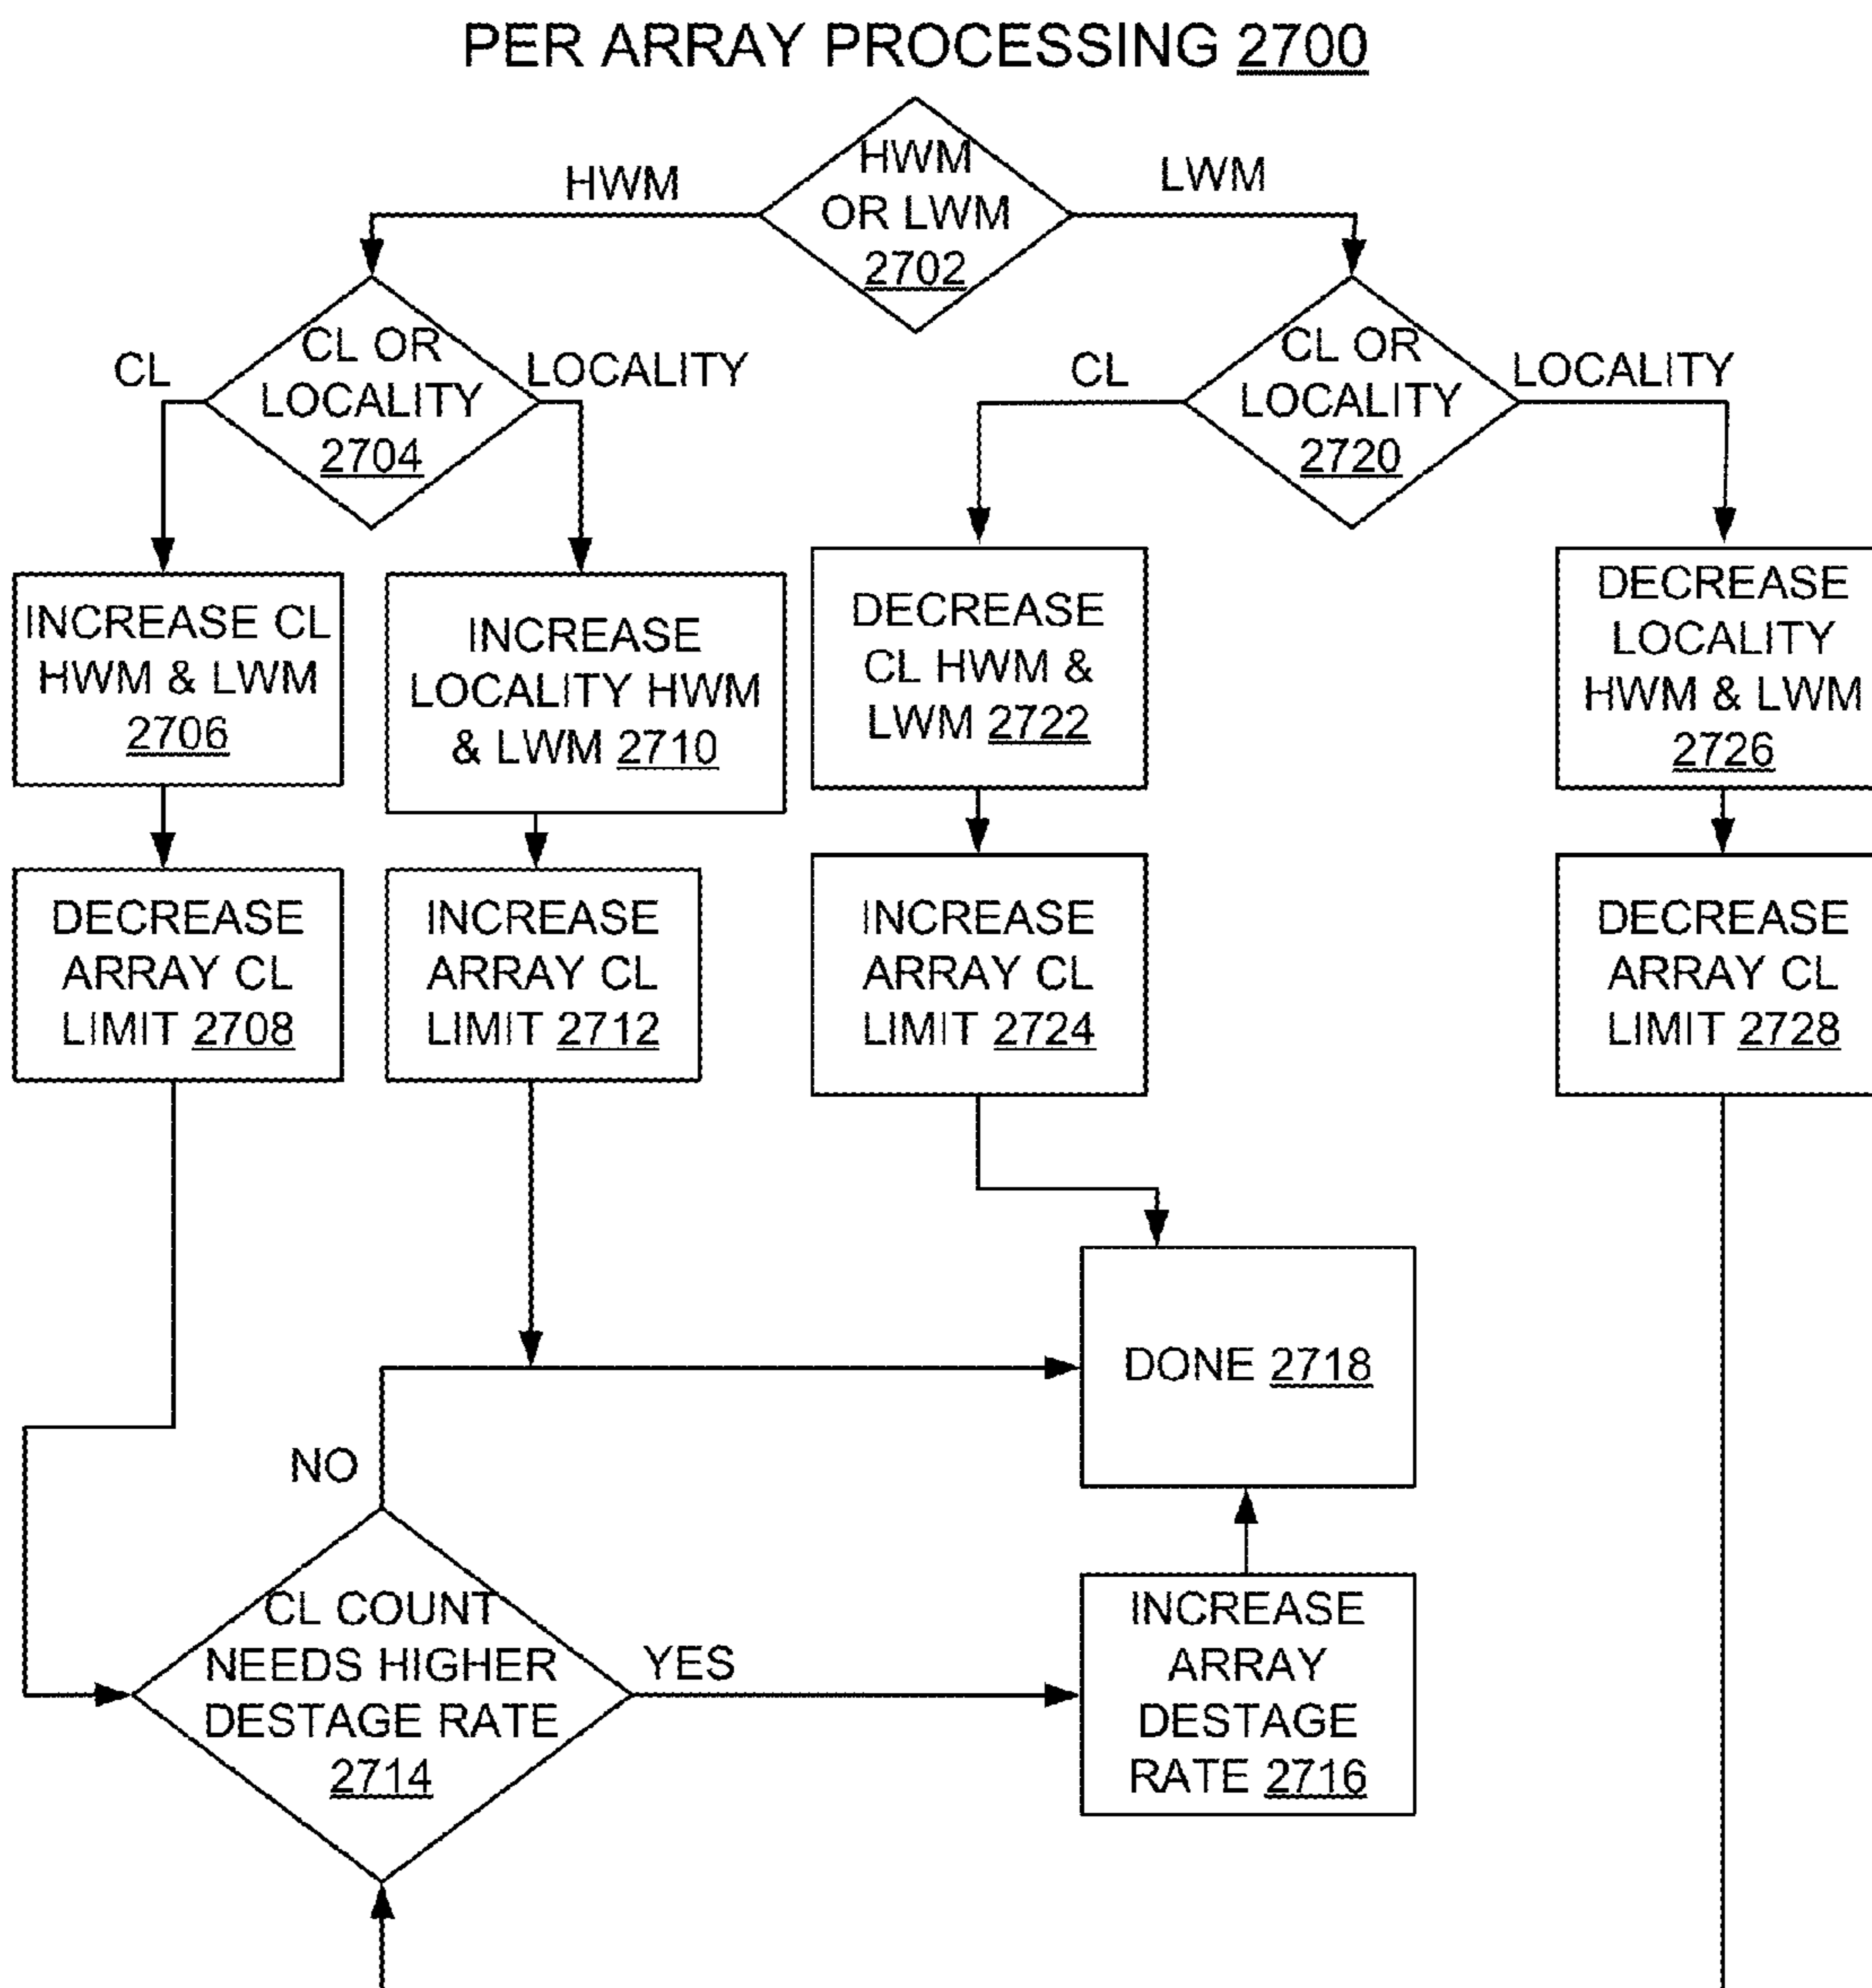 PER ARRAY PROCESSING 2700
HWM
OR LWM
2702
HWM
LWM
CL OR
LOCALITY
2704
CL
LOCALITY
CL OR
LOCALITY
2720
CL
LOCALITY
INCREASE CL
HWM & LWM
2706
INCREASE
LOCALITY HWM
& LWM 2710
DECREASE
CL HWM &
LWM 2722
DECREASE
LOCALITY
HWM & LWM
2726
DECREASE
ARRAY CL
LIMIT 2708
INCREASE
ARRAY CL
LIMIT 2712
INCREASE
ARRAY CL
LIMIT 2724
DECREASE
ARRAY CL
LIMIT 2728
DONE 2718
NO
CL COUNT
NEEDS HIGHER
DESTAGE RATE
2714
YES
INCREASE
ARRAY
DESTAGE
RATE 2716